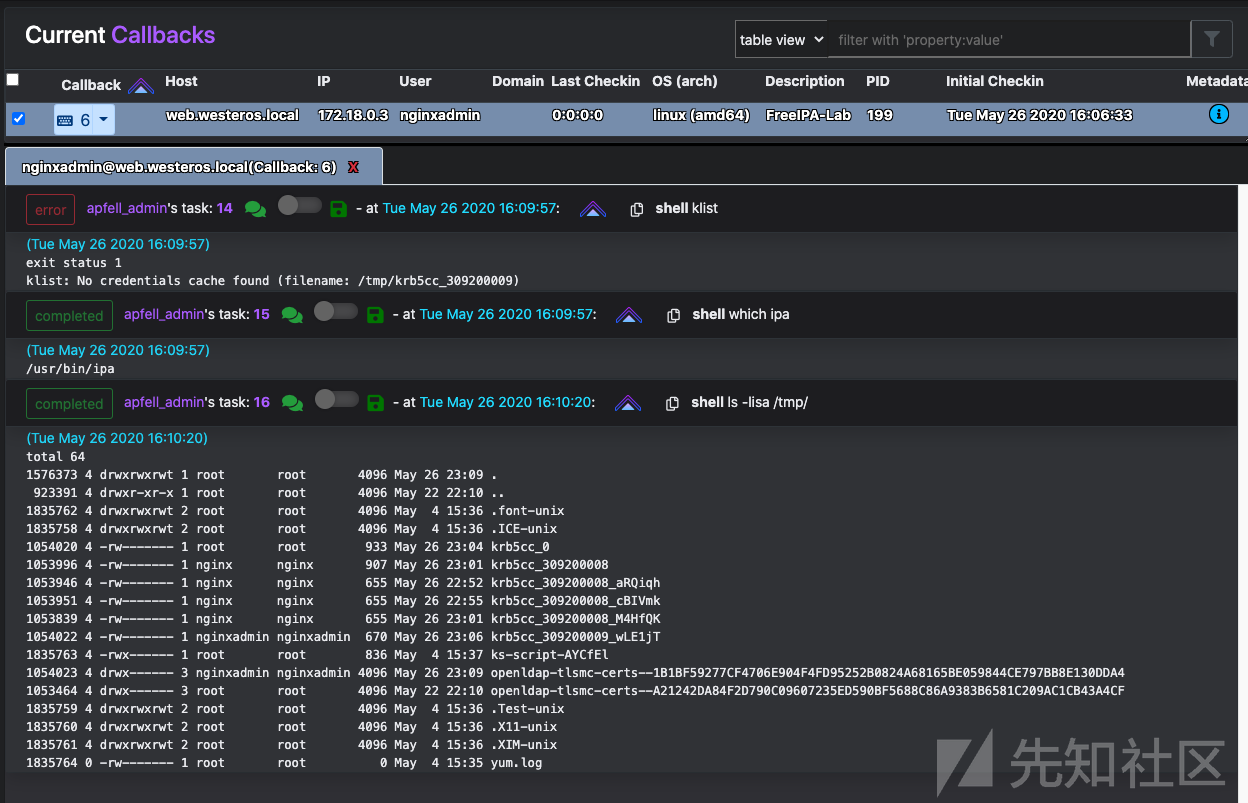 Current Callbacks
table view filter with 'property:value'
Callback Host IP User Domain Last Checkin OS (arch) Description PID Initial Checkin Metadata
6 web.westeros.local 172.18.0.3 nginxadmin 0:0:0:0 linux (amd64) FreeIPA-Lab 199 Tue May 26 2020 16:06:33
nginxadmin@web.westeros.local(Callback: 6) X
error apfell_admin's task: 14 - at Tue May 26 2020 16:09:57: shell klist
(Tue May 26 2020 16:09:57)
exit status 1
klist: No credentials cache found (filename: /tmp/krb5cc_309200009)
completed apfell_admin's task: 15 - at Tue May 26 2020 16:09:57: shell which ipa
(Tue May 26 2020 16:09:57)
/usr/bin/ipa
completed apfell_admin's task: 16 - at Tue May 26 2020 16:10:20: shell ls -lisa /tmp/
(Tue May 26 2020 16:10:20)
total 64
1576373 4 drwxrwxrwt 1 root root 4096 May 26 23:09 .
923391 4 drwxr-xr-x 1 root root 4096 May 22 22:10 ..
1835762 4 drwxrwxrwt 2 root root 4096 May 4 15:36 .font-unix
1835758 4 drwxrwxrwt 2 root root 4096 May 4 15:36 .ICE-unix
1054020 4 -rw------- 1 root root 933 May 26 23:04 krb5cc_0
1053996 4 -rw------- 1 nginx nginx 907 May 26 23:01 krb5cc_309200008
1053946 4 -rw------- 1 nginx nginx 655 May 26 22:52 krb5cc_309200008_aRQiqh
1053951 4 -rw------- 1 nginx nginx 655 May 26 22:55 krb5cc_309200008_cBIVmk
1053839 4 -rw------- 1 nginx nginx 655 May 26 23:01 krb5cc_309200008_M4HfQK
1054022 4 -rw------- 1 nginxadmin nginxadmin 670 May 26 23:06 krb5cc_309200009_wLE1jT
1835763 4 -rwx------ 1 root root 836 May 4 15:37 ks-script-AYCfEl
1054023 4 drwx------ 3 nginxadmin nginxadmin 4096 May 26 23:09 openldap-tlsmc-certs--1B1BF59277CF4706E904F4FD95252B0824A68165BE059844CE797BB8E130DDA4
1053464 4 drwx------ 3 root root 4096 May 22 22:10 openldap-tlsmc-certs--A21242DA84F2D790C09607235ED590BF5688C86A9383B6581C209AC1CB43A4CF
1835759 4 drwxrwxrwt 2 root root 4096 May 4 15:36 .Test-unix
1835760 4 drwxrwxrwt 2 root root 4096 May 4 15:36 .X11-unix
1835761 4 drwxrwxrwt 2 root root 4096 May 4 15:36 .XIM-unix
1835764 0 -rw------- 1 root root 0 May 4 15:35 yum.log
先知社区